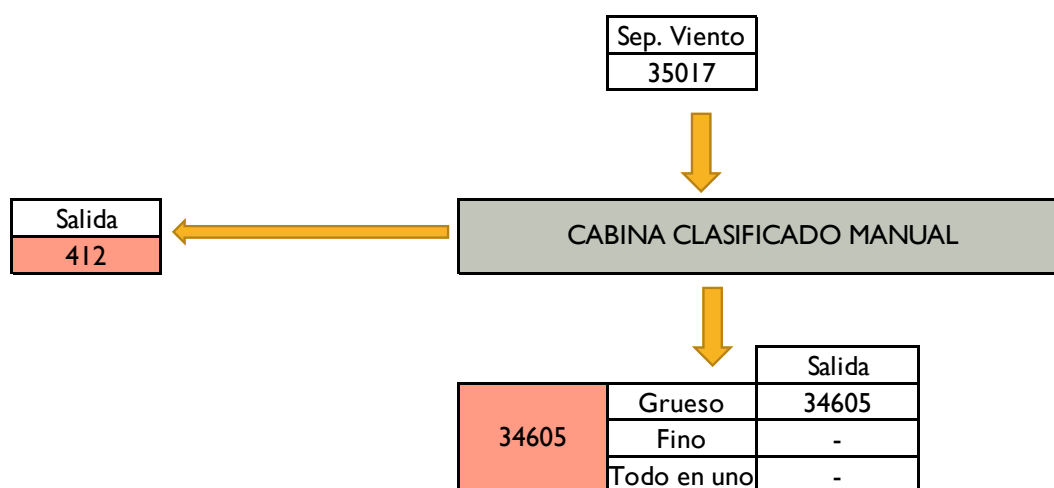 Sep. Viento
35017
Salida
412
CABINA CLASIFICADO MANUAL
Salida
34605
Grueso 34605
Fino -
Todo en uno -